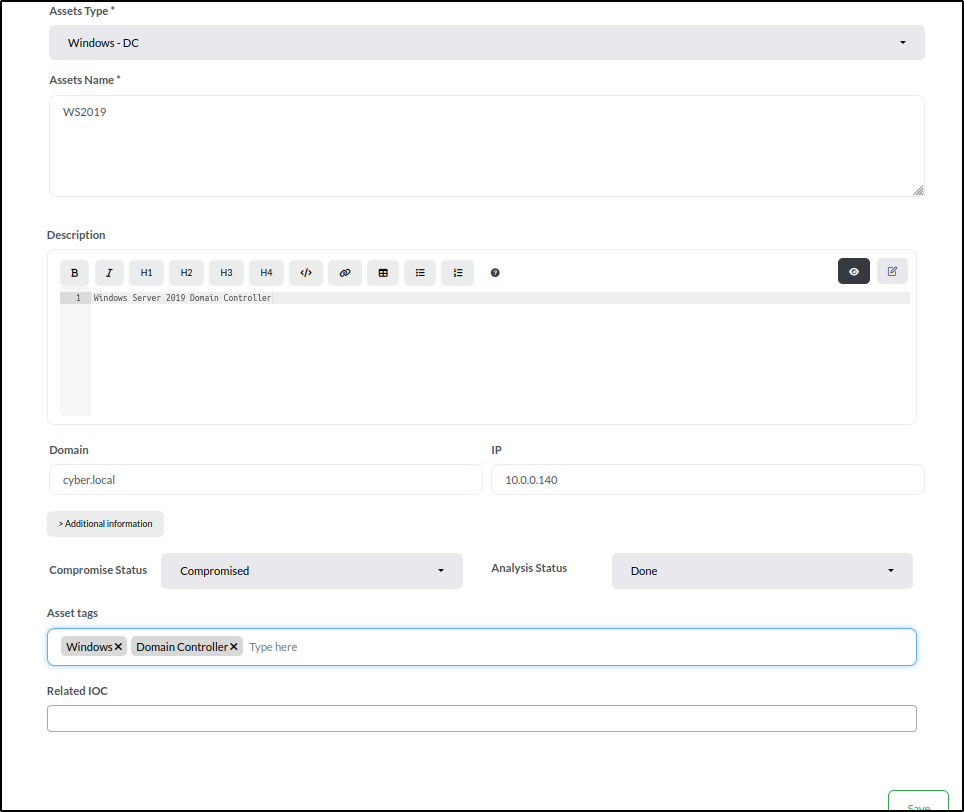 Assets Type *
Windows - DC
Assets Name *
WS2019
Description
B I H1 H2 H3 H4 </>
1 Windows Server 2019 Domain Controller
Domain IP
cyber.local 10.0.0.140
> Additional information
Compromise Status Compromised Analysis Status Done
Asset tags
Windows Domain Controller Type here
Related IOC
Save